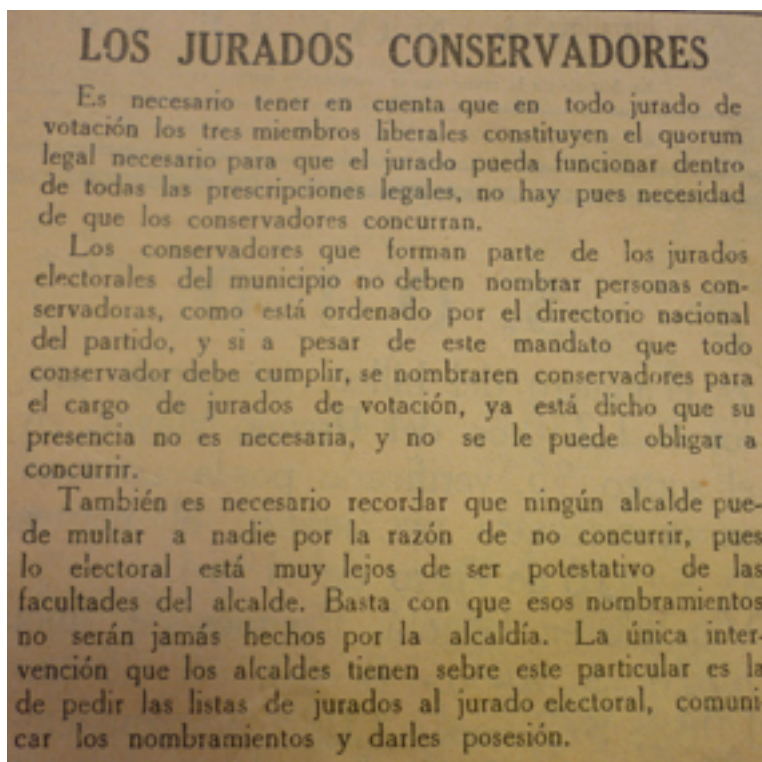 LOS JURADOS CONSERVADORES
Es necesario tener en cuenta que en todo jurado de
votación los tres miembros liberales constituyen el quorum
legal necesario para que el jurado pueda funcionar dentro
de todas las prescripciones legales, no hay pues necesidad
de que los conservadores concurran.
Los conservadores que forman parte de los jurados
electorales del municipio no deben nombrar personas con-
servadoras, como está ordenado por el directorio nacional
del partido, y si a pesar de este mandato que todo
conservador debe cumplir, se nombraren conservadores para
el cargo de jurados de votación, ya está dicho que su
presencia no es necesaria, y no se le puede obligar a
concurrir.
También es necesario recordar que ningún alcalde pue-
de multar a nadie por la razón de no concurrir, pues
lo electoral está muy lejos de ser potestativo de las
facultades del alcalde. Basta con que esos nombramientos
no serán jamás hechos por la alcaldía. La única inter-
vención que los alcaldes tienen sebre este particular es la
de pedir las listas de jurados al jurado electoral, comuni
car los nombramientos y darles posesión.